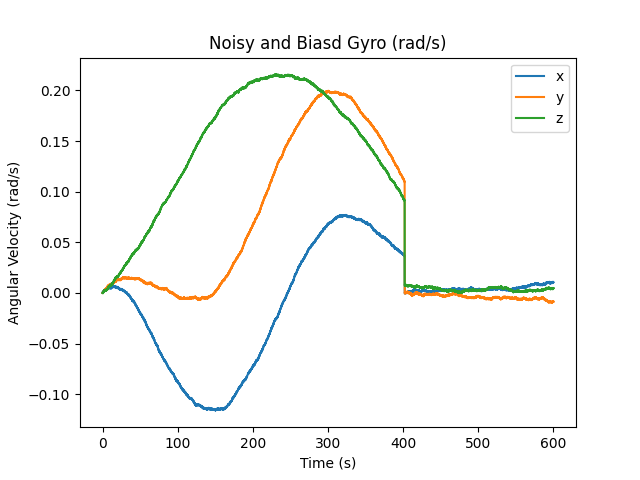 Noisy and Biasd Gyro (rad/s)
x
y
z
Angular Velocity (rad/s)
0.20
0.15
0.10
0.05
0.00
−0.05
−0.10
0 100 200 300 400 500 600
Time (s)